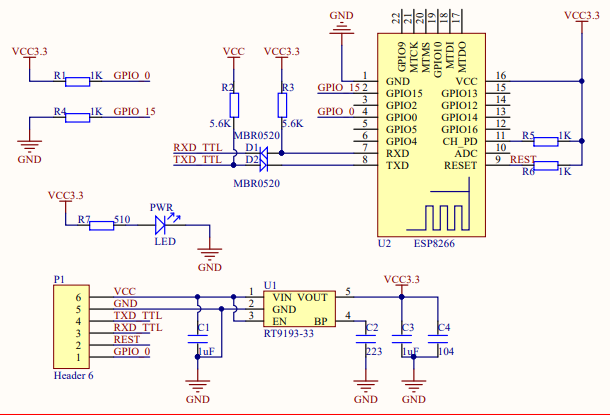 22 21 20 19 18 17
GPIO9 MTCK MTMS GPIO10 MTDI MTDO
GND VCC3.3
VCC3.3 VCC VCC3.3
R1 1K GPIO_0
R4 1K GPIO_15
GND
R2 5.6K
R3 5.6K
GPIO_15
GPIO_0
1 GND VCC 16
2 GPIO15 GPIO13 15
3 GPIO2 GPIO14 14
4 GPIO0 GPIO12 13
5 GPIO5 GPIO16 12
6 GPIO4 CH_PD 11 R5 1K
7 RXD ADC 10
8 TXD RESET 9 REST R6 1K
MBR0520
RXD_TTL D1
TXD_TTL D2
MBR0520
U2 ESP8266
VCC3.3
R7 510 PWR
LED
GND
P1
6 VCC
5 GND
4 TXD_TTL
3 RXD_TTL
2 REST
1 GPIO_0
Header 6
U1
1 VIN VOUT 5
2 GND
3 EN BP 4
RT9193-33
VCC3.3
C1 1uF
C2 223
C3 1uF
C4 104
GND GND GND